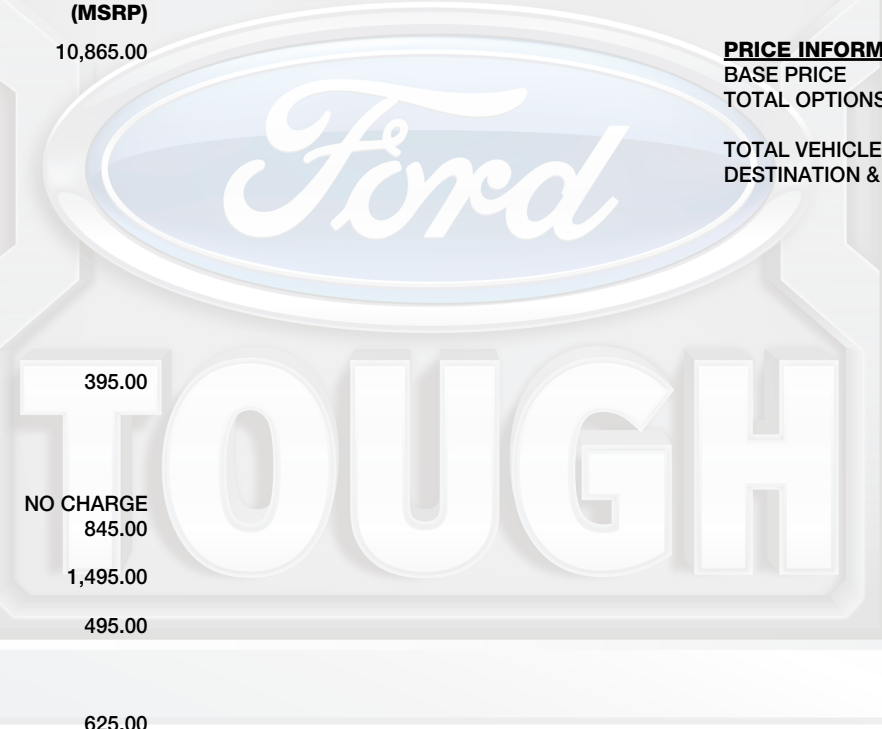 (MSRP)
10,865.00
395.00
NO CHARGE
845.00
1,495.00
495.00
625.00
PRICE INFORM
BASE PRICE
TOTAL OPTIONS
TOTAL VEHICLE
DESTINATION &
Ford
TOUGH